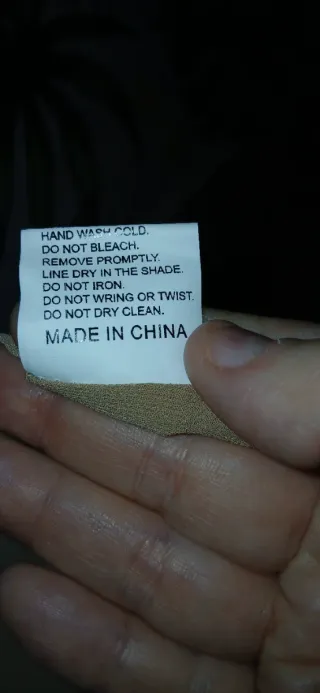 HAND WASH COLD.
DO NOT BLEACH.
REMOVE PROMPTLY.
LINE DRY IN THE SHADE.
DO NOT IRON.
DO NOT WRING OR TWIST.
DO NOT DRY CLEAN.
MADE IN CHINA